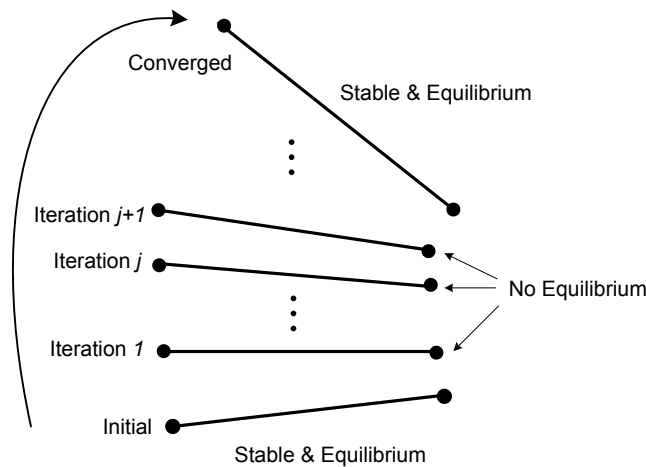 Converged
Stable & Equilibrium
Iteration j+1
Iteration j
No Equilibrium
Iteration 1
Initial
Stable & Equilibrium